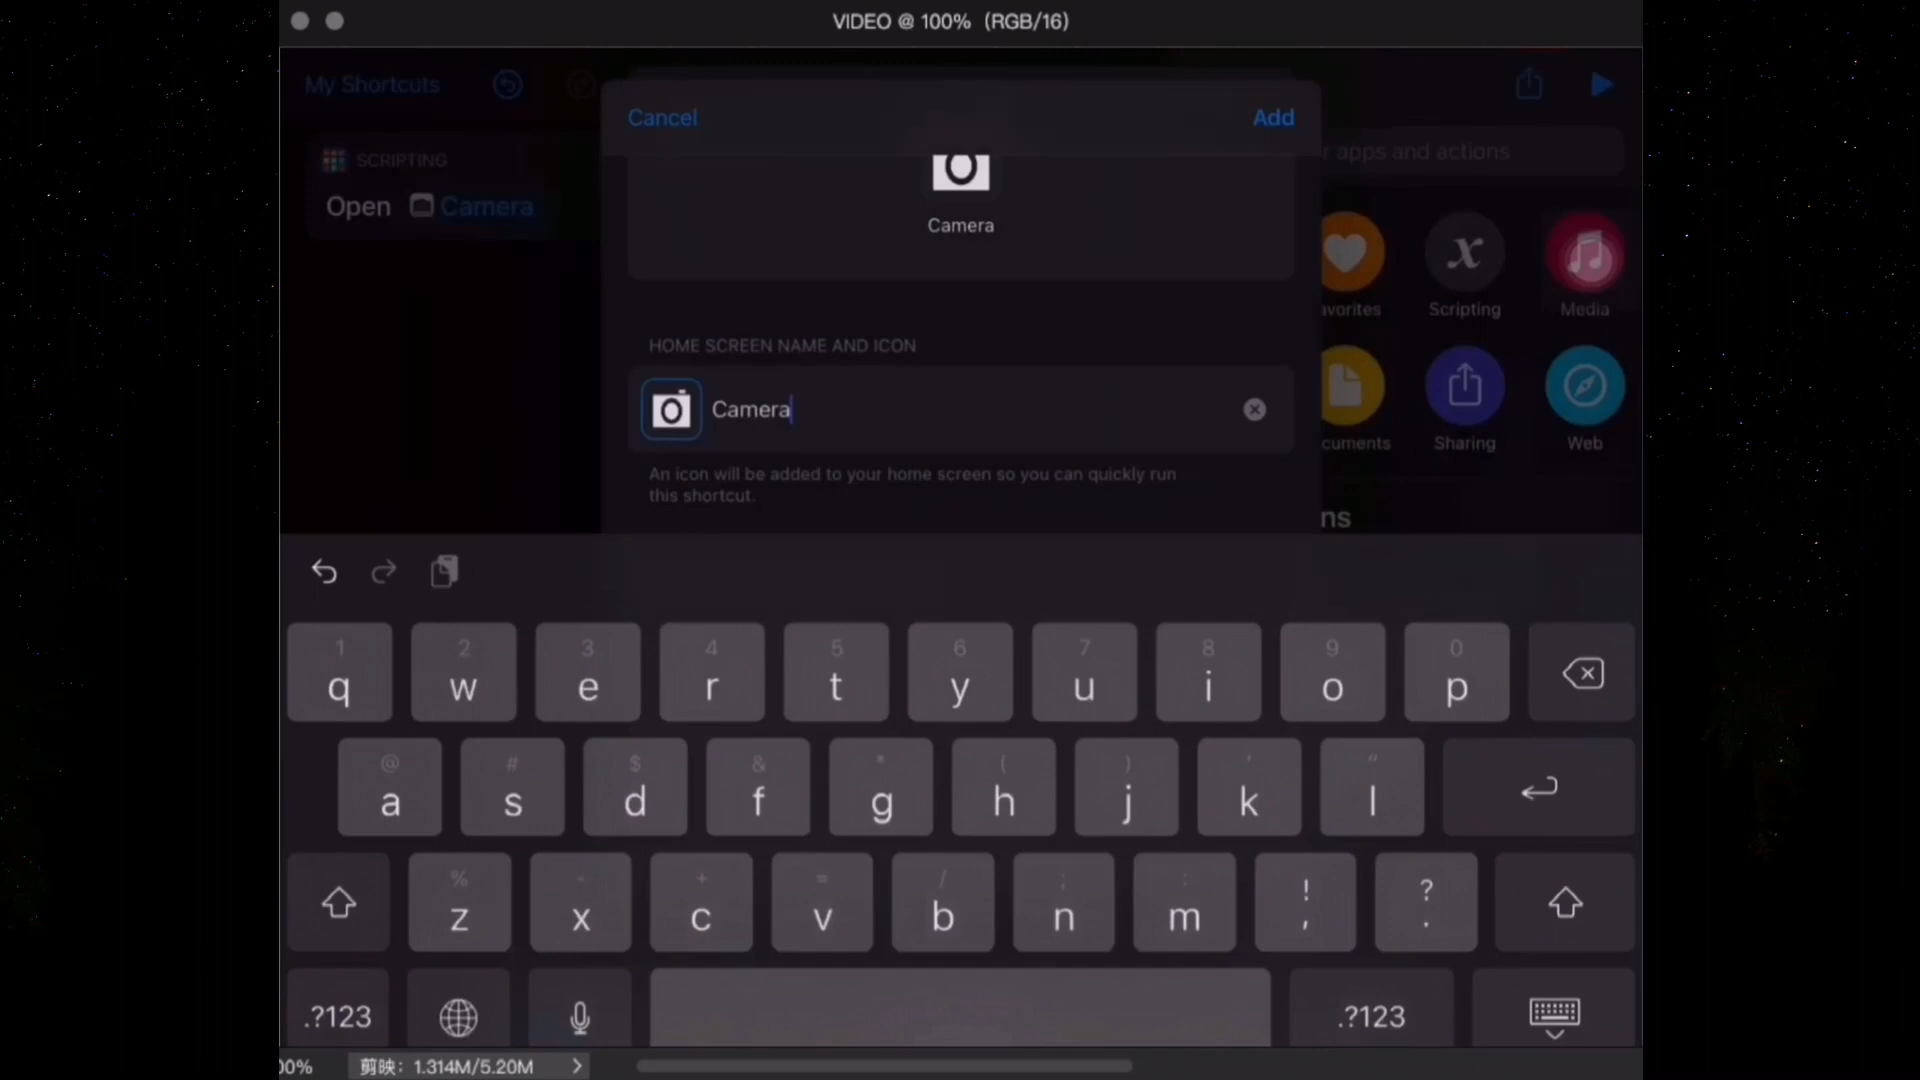 VIDEO @ 100% (RGB/16)
My Shortcuts
Cancel
Add
SCRIPTING
r apps and actions
Open Camera
Camera
avorites
Scripting
Media
HOME SCREEN NAME AND ICON
Camera
cuments
Sharing
Web
An icon will be added to your home screen so you can quickly run
this shortcut.
ns
1 2 3 4 5 6 7 8 9 0
q w e r t y u i o p
@ # $ & * ( ) ' "
a s d f g h j k l
% - + = / ; : ! ?
z x c v b n m , .
.?123
.?123
00%
剪映: 1.314M/5.20M